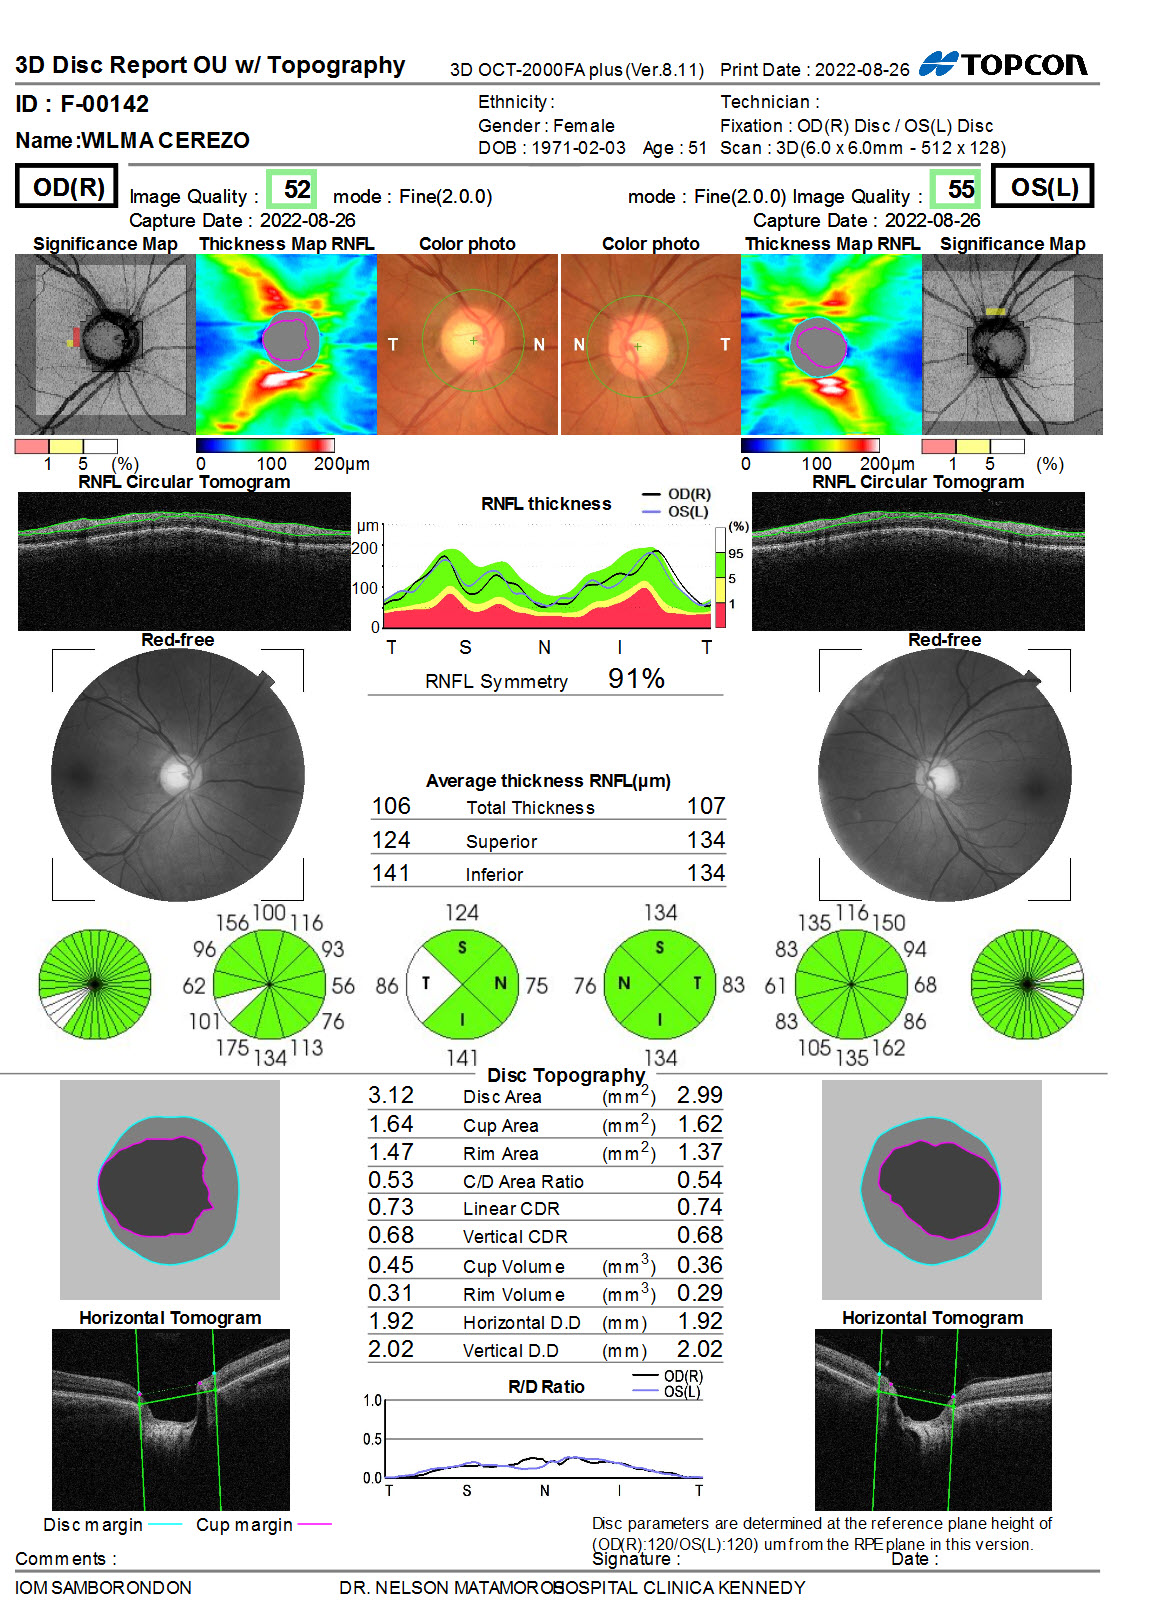 3D Disc Report OU w/ Topography 3D OCT-2000FA plus(Ver.8.11) Print Date : 2022-08-26 TOPCON
ID : F-00142 Ethnicity : Technician :
Name:WILMA CEREZO Gender : Female Fixation : OD(R) Disc / OS(L) Disc
DOB : 1971-02-03 Age : 51 Scan : 3D(6.0 x 6.0mm - 512 x 128)
OD(R) Image Quality : 52 mode : Fine(2.0.0) mode : Fine(2.0.0) Image Quality : 55 OS(L)
Capture Date : 2022-08-26 Capture Date : 2022-08-26
Significance Map Thickness Map RNFL Color photo Color photo Thickness Map RNFL Significance Map
T N N T
1 5 (%) 0 100 200µm 0 100 200µm 1 5 (%)
RNFL Circular Tomogram RNFL Circular Tomogram
RNFL thickness OD(R)
OS(L)
µm (%)
200 95
100 5
0 1
T S N I T
Red-free Red-free
RNFL Symmetry 91%
Average thickness RNFL(µm)
106 Total Thickness 107
124 Superior 134
141 Inferior 134
156 100 116 124 134 135 116 150
96 93 S S 83 94
62 56 86 T N 75 76 N T 83 61 68
101 76 I I 83 86
175 134 113 141 134 105 135 162
Disc Topography
3.12 Disc Area (mm2) 2.99
1.64 Cup Area (mm2) 1.62
1.47 Rim Area (mm2) 1.37
0.53 C/D Area Ratio 0.54
0.73 Linear CDR 0.74
0.68 Vertical CDR 0.68
0.45 Cup Volume (mm3) 0.36
0.31 Rim Volume (mm3) 0.29
1.92 Horizontal D.D (mm) 1.92
2.02 Vertical D.D (mm) 2.02
Horizontal Tomogram Horizontal Tomogram
R/D Ratio OD(R)
OS(L)
1.0
0.5
0.0
T S N I T
Disc margin Cup margin
Disc parameters are determined at the reference plane height of
(OD(R):120/OS(L):120) um from the RPE plane in this version.
Comments : Signature : Date :
IOM SAMBORONDON DR. NELSON MATAMOROS HOSPITAL CLINICA KENNEDY